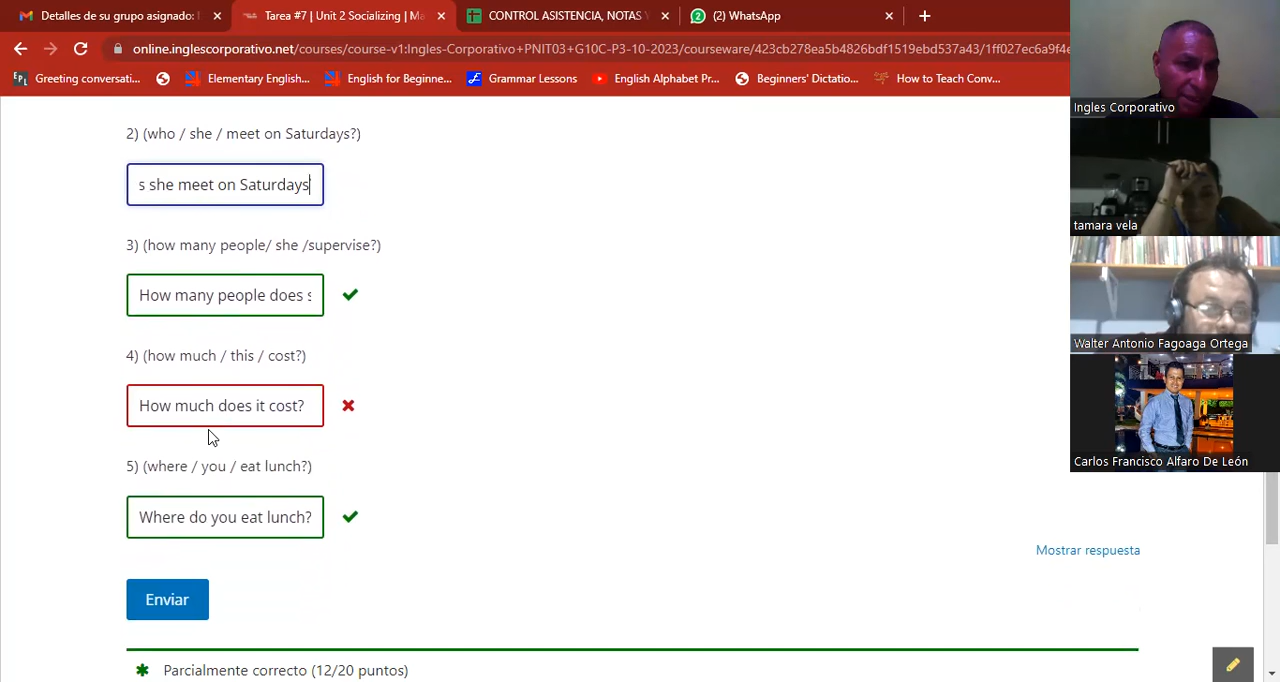 Detalles de su grupo asignado:
Tarea #7 | Unit 2 Socializing | Ma
CONTROL ASISTENCIA, NOTAS Y
(2) WhatsApp
online.inglescorporativo.net/courses/course-v1:Ingles-Corporativo+PNIT03+G10C-P3-10-2023/courseware/423cb278ea5b4826bdf1519ebd537a43/1ff027ec6a9f4e
Greeting conversati...
Elementary English...
English for Beginne...
Grammar Lessons
English Alphabet Pr...
Beginners' Dictatio...
How to Teach Conv...
Ingles Corporativo
tamara vela
Walter Antonio Fagoaga Ortega
Carlos Francisco Alfaro De León
2) (who / she / meet on Saturdays?)
s she meet on Saturdays
3) (how many people/ she /supervise?)
How many people does s
4) (how much / this / cost?)
How much does it cost?
5) (where / you / eat lunch?)
Where do you eat lunch?
Mostrar respuesta
Enviar
Parcialmente correcto (12/20 puntos)